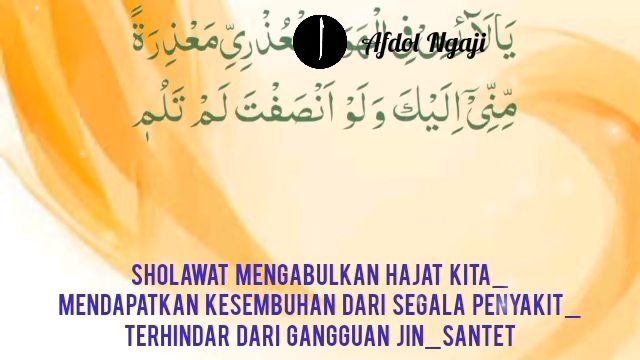 Afdol Ngaji
مِّنِّيْٓ اِلَيْكَ وَلَوْ اَنْصَفْتَ لَمْ تَلُمِ
SHOLAWAT MENGABULKAN HAJAT KITA_
MENDAPATKAN KESEMBUHAN DARI SEGALA PENYAKIT_
TERHINDAR DARI GANGGUAN JIN_SANTET